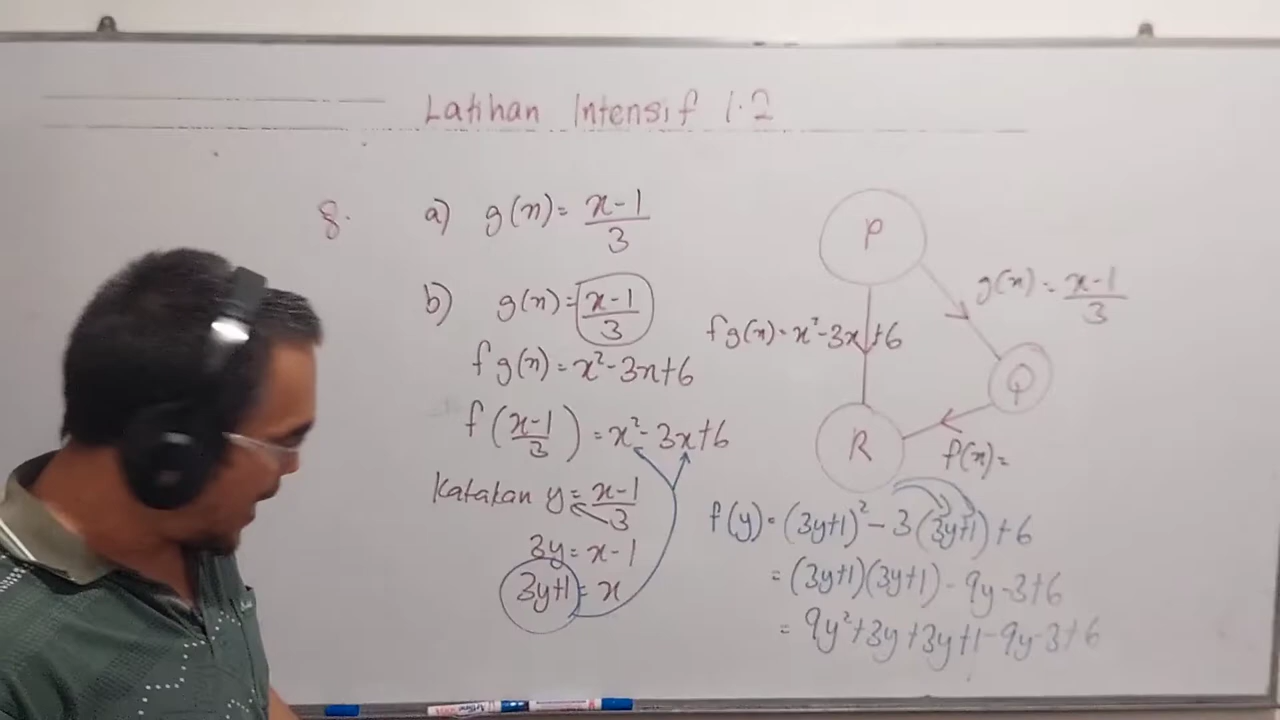 Latihan Intensif 1.2
8. a) g(x) = x-1/3
b) g(x) = x-1/3
fg(x) = x²-3x+6
f(x-1/3) = x²-3x+6
Katakan y = x-1/3
3y = x-1
3y+1 = x
P
g(x) = x-1/3
fg(x) = x²-3x+6
Q
R
f(x) =
f(y) = (3y+1)² - 3(3y+1) + 6
= (3y+1)(3y+1) - 9y-3+6
= 9y²+3y+3y+1-9y-3+6